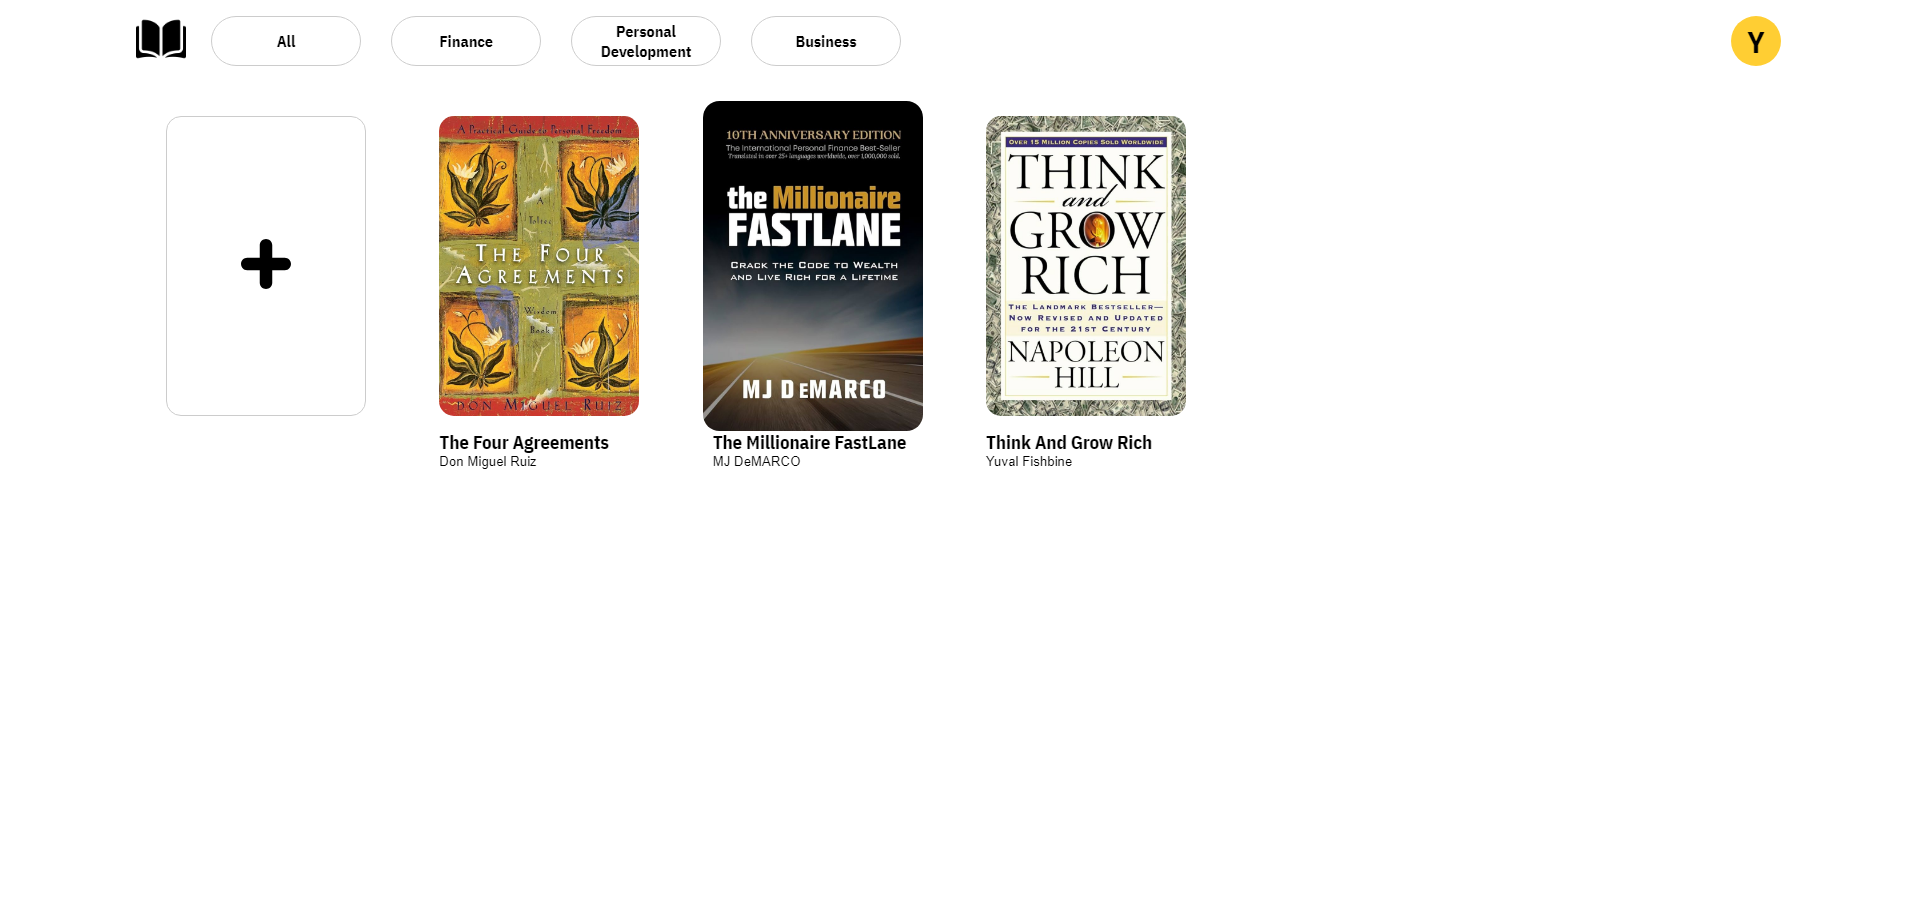 All
Finance
Personal
Development
Business
Y
A Practical Guide to Personal Freedom
A
Toltec
THE FOUR
AGREEMENTS
Wisdom
Book
DON MIGUEL RUIZ
The Four Agreements
Don Miguel Ruiz
10TH ANNIVERSARY EDITION
The International Personal Finance Best-Seller
Translated in over 25+ languages worldwide, over 1,000,000 sold.
the Millionaire
FASTLANE
CRACK THE CODE TO WEALTH
AND LIVE RICH FOR A LIFETIME
MJ DEMARCO
The Millionaire FastLane
MJ DeMARCO
OVER 15 MILLION COPIES SOLD WORLDWIDE
THINK
and
GROW
RICH
THE LANDMARK BESTSELLER—
NOW REVISED AND UPDATED
FOR THE 21ST CENTURY
NAPOLEON
HILL
Think And Grow Rich
Yuval Fishbine